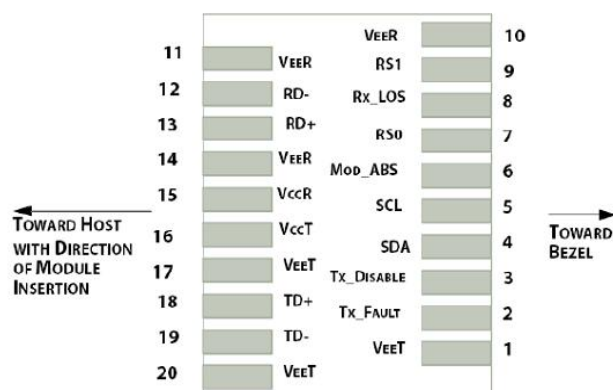 11 VEER
12 RD-
13 RD+
14 VEER
15 VCCR
16 VCCT
17 VEET
18 TD+
19 TD-
20 VEET
VEER 10
RS1 9
RX_LOS 8
RS0 7
MOD_ABS 6
SCL 5
SDA 4
TX_DISABLE 3
TX_FAULT 2
VEET 1
TOWARD HOST
WITH DIRECTION
OF MODULE
INSERTION
TOWARD
BEZEL